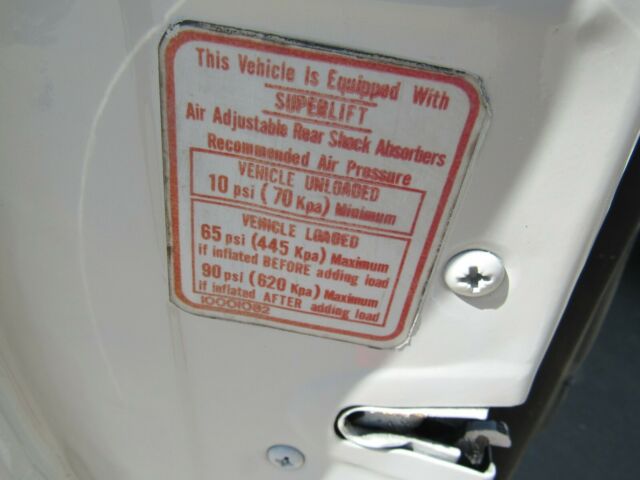 This Vehicle Is Equipped With
SUPERLIFT
Air Adjustable Rear Shock Absorbers
Recommended Air Pressure
VEHICLE UNLOADED
10 psi (70 Kpa) Minimum
VEHICLE LOADED
65 psi (445 Kpa) Maximum
if inflated BEFORE adding load
90 psi (620 Kpa) Maximum
if inflated AFTER adding load
10001092